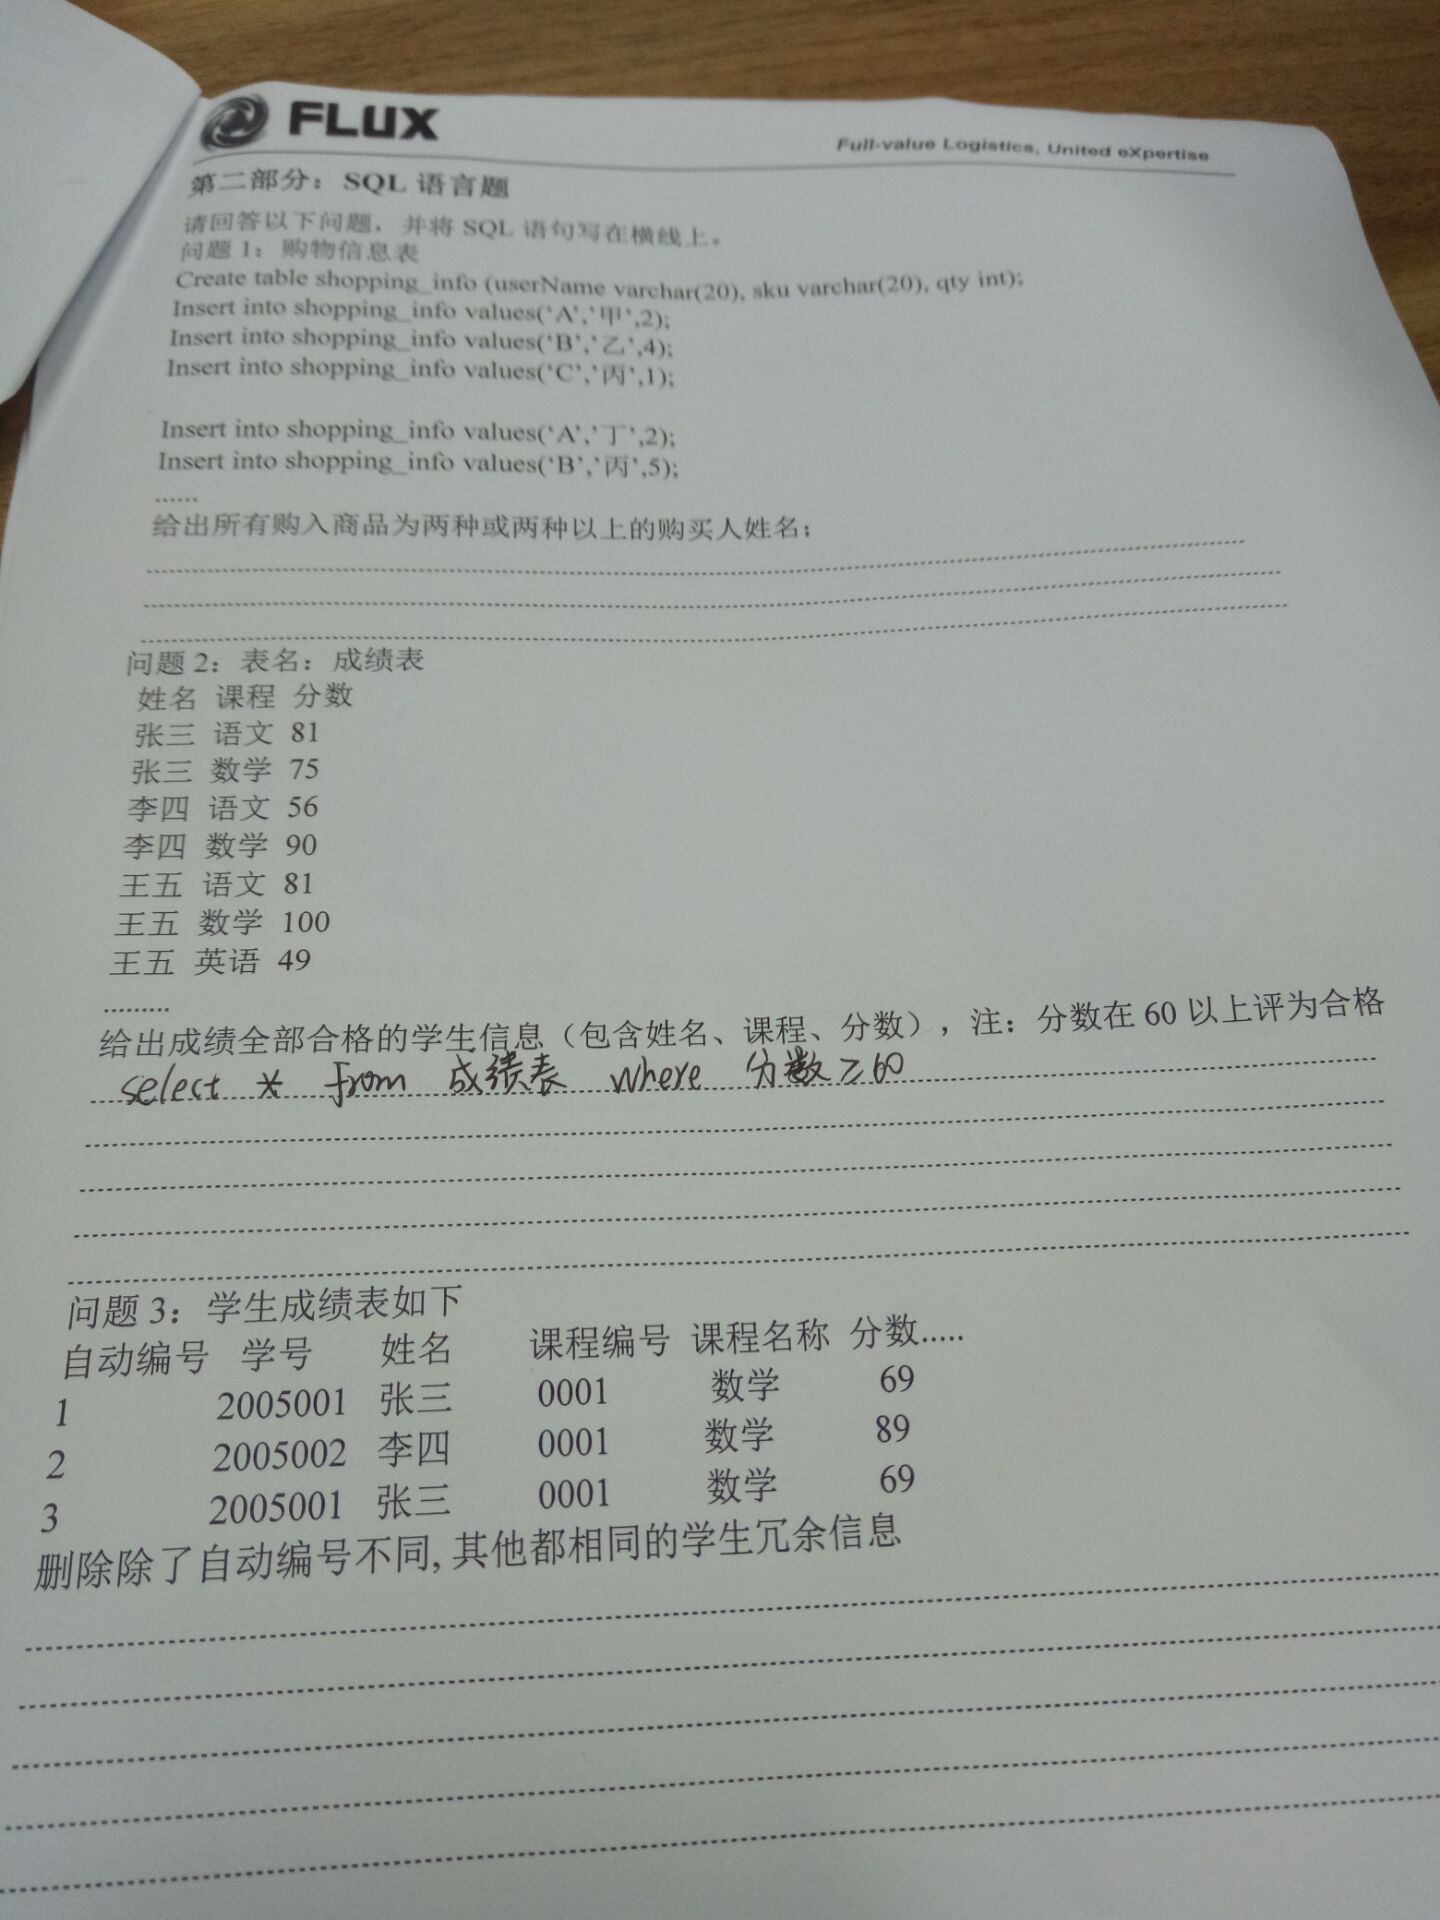 FLUX
Full-value Logistics, United eXpertise
第二部分：SQL 语言题
请回答以下问题，并将 SQL 语句写在横线上。
问题 1：购物信息表
Create table shopping_info (userName varchar(20), sku varchar(20), qty int);
Insert into shopping_info values(‘A’,’甲’,2);
Insert into shopping_info values(‘B’,’乙’,4);
Insert into shopping_info values(‘C’,’丙’,1);
Insert into shopping_info values(‘A’,’丁’,2);
Insert into shopping_info values(‘B’,’丙’,5);
......
给出所有购入商品为两种或两种以上的购买人姓名；
问题 2：表名：成绩表
姓名 课程 分数
张三 语文 81
张三 数学 75
李四 语文 56
李四 数学 90
王五 语文 81
王五 数学 100
王五 英语 49
.........
给出成绩全部合格的学生信息（包含姓名、课程、分数），注：分数在 60 以上评为合格
select * from 成绩表 where 分数≥60
问题 3：学生成绩表如下
自动编号 学号 姓名 课程编号 课程名称 分数.....
1 2005001 张三 0001 数学 69
2 2005002 李四 0001 数学 89
3 2005001 张三 0001 数学 69
删除除了自动编号不同, 其他都相同的学生冗余信息